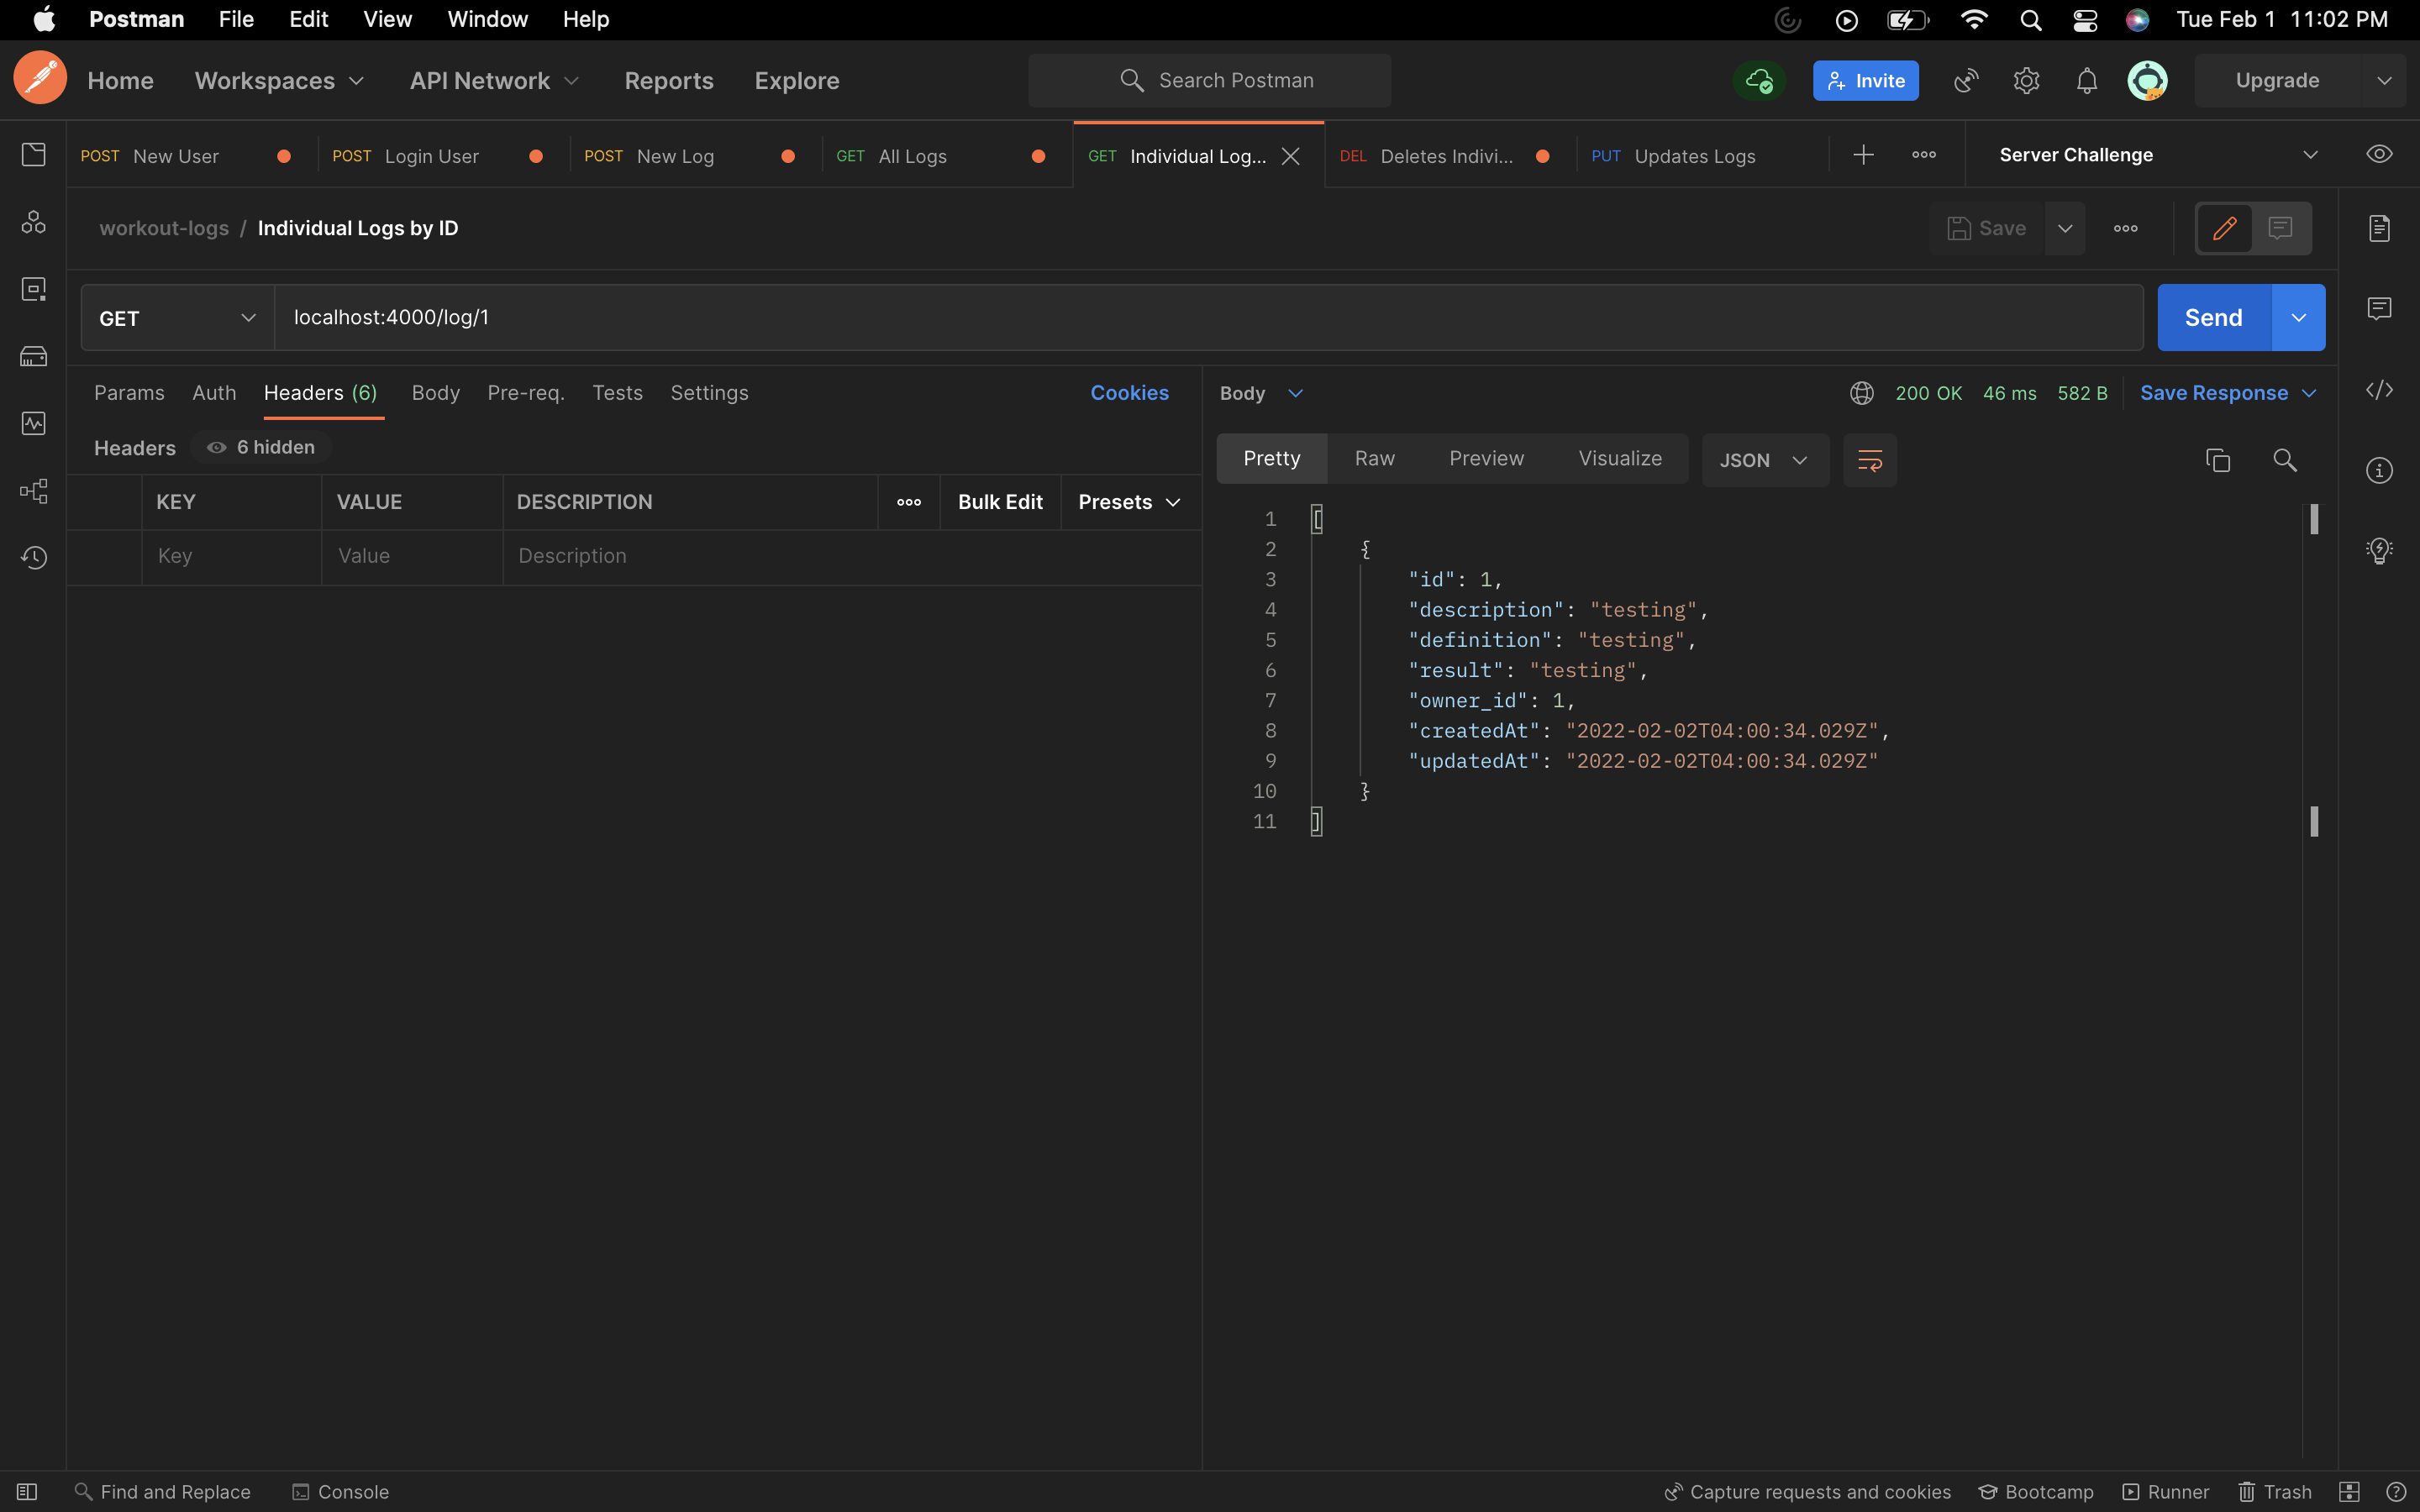 Postman File Edit View Window Help Tue Feb 1 11:02 PM
Home Workspaces API Network Reports Explore Search Postman Invite Upgrade
POST New User POST Login User POST New Log GET All Logs GET Individual Log... DEL Deletes Indivi... PUT Updates Logs Server Challenge
workout-logs / Individual Logs by ID Save
GET localhost:4000/log/1 Send
Params Auth Headers (6) Body Pre-req. Tests Settings Cookies
Headers 6 hidden
KEY VALUE DESCRIPTION Bulk Edit Presets
Key Value Description
Body 200 OK 46 ms 582 B Save Response
Pretty Raw Preview Visualize JSON
1 [
2 {
3 "id": 1,
4 "description": "testing",
5 "definition": "testing",
6 "result": "testing",
7 "owner_id": 1,
8 "createdAt": "2022-02-02T04:00:34.029Z",
9 "updatedAt": "2022-02-02T04:00:34.029Z"
10 }
11 ]
Find and Replace Console Capture requests and cookies Bootcamp Runner Trash